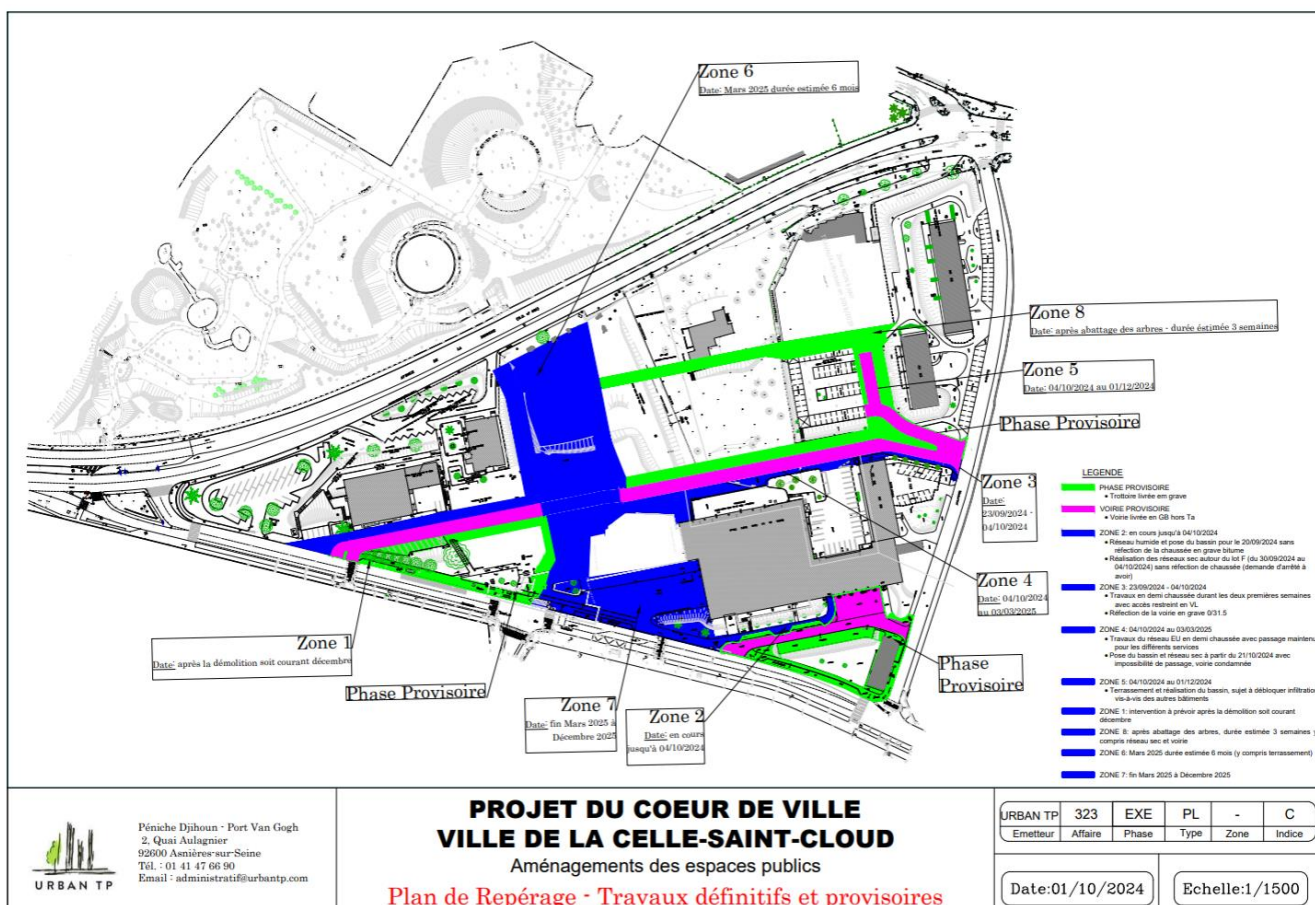 Zone 6
Date: Mars 2025 durée estimée 6 mois
Zone 8
Date: après abattage des arbres - durée éstimée 3 semaines
Zone 5
Date: 04/10/2024 au 01/12/2024
Phase Provisoire
Zone 3
Date:
23/09/2024 -
04/10/2024
Zone 4
Date: 04/10/2024
au 03/03/2025
Zone 1
Date: après la démolition soit courant décembre
Phase Provisoire
Zone 7
Date: fin Mars 2025 à
Décembre 2025
Zone 2
Date: en cours
jusqu'à 04/10/2024
Phase
Provisoire
LEGENDE
PHASE PROVISOIRE
• Trottoire livrée en grave
VOIRIE PROVISOIRE
• Voirie livrée en GB hors Ta
ZONE 2: en cours jusqu'à 04/10/2024
• Réseau humide et pose du bassin pour le 20/09/2024 sans
réfection de la chaussée en grave bitume
• Réalisation des réseaux sec autour du lot F (du 30/09/2024 au
04/10/2024) sans réfection de chaussée (demande d'arrêté à
avoir)
ZONE 3: 23/09/2024 - 04/10/2024
• Travaux en demi chaussée durant les deux premières semaines
avec accès restreint en VL
• Réfection de la voirie en grave 0/31.5
ZONE 4: 04/10/2024 au 03/03/2025
• Travaux du réseau EU en demi chaussée avec passage maintenu
pour les différents services
• Pose du bassin et réseau sec à partir du 21/10/2024 avec
impossibilité de passage, voirie condamnée
ZONE 5: 04/10/2024 au 01/12/2024
• Terrassement et réalisation du bassin, sujet à débloquer infiltration
vis-à-vis des autres bâtiments
ZONE 1: intervention à prévoir après la démolition soit courant
décembre
ZONE 8: après abattage des arbres, durée estimée 3 semaines y
compris réseau sec et voirie
ZONE 6: Mars 2025 durée estimée 6 mois (y compris terrassement)
ZONE 7: fin Mars 2025 à Décembre 2025
URBAN TP
Péniche Djihoun - Port Van Gogh
2, Quai Aulagnier
92600 Asnières-sur-Seine
Tél. : 01 41 47 66 90
Email : administratif@urbantp.com
PROJET DU COEUR DE VILLE
VILLE DE LA CELLE-SAINT-CLOUD
Aménagements des espaces publics
Plan de Repérage - Travaux définitifs et provisoires
URBAN TP 323 EXE PL - C
Emetteur Affaire Phase Type Zone Indice
Date:01/10/2024
Echelle:1/1500